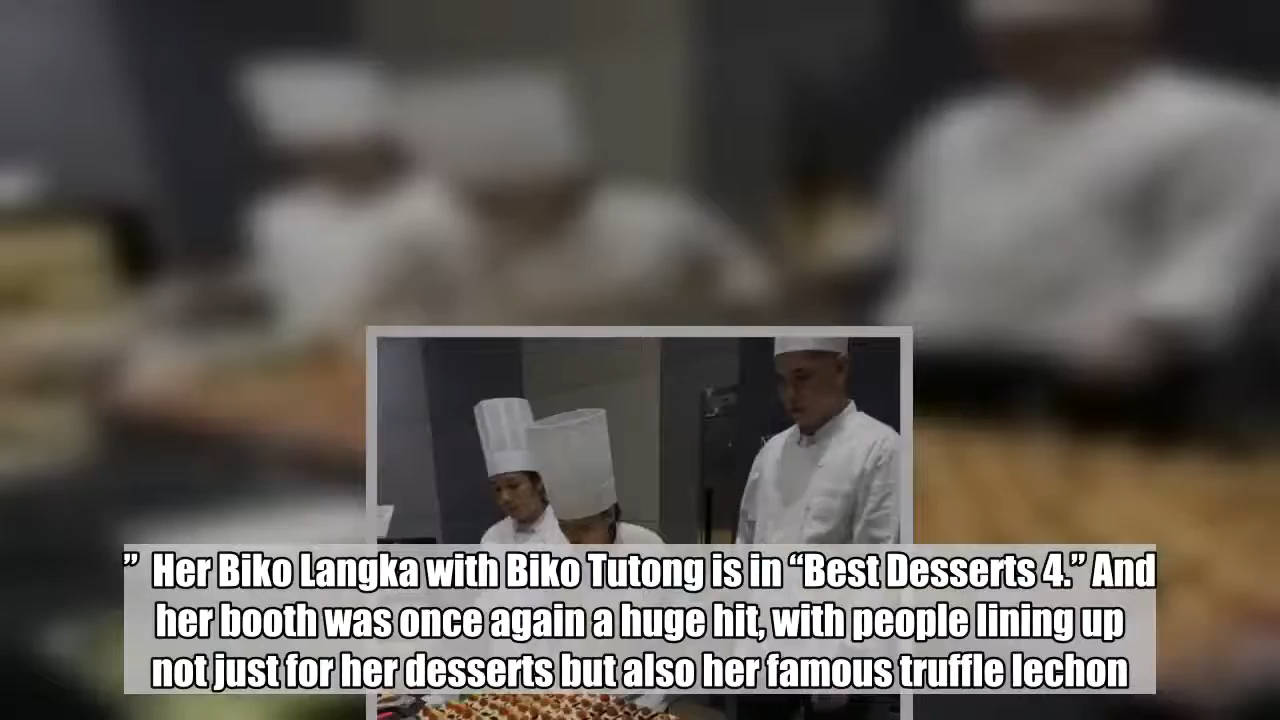 ”  Her Biko Langka with Biko Tutong is in “Best Desserts 4.” And
her booth was once again a huge hit, with people lining up
not just for her desserts but also her famous truffle lechon